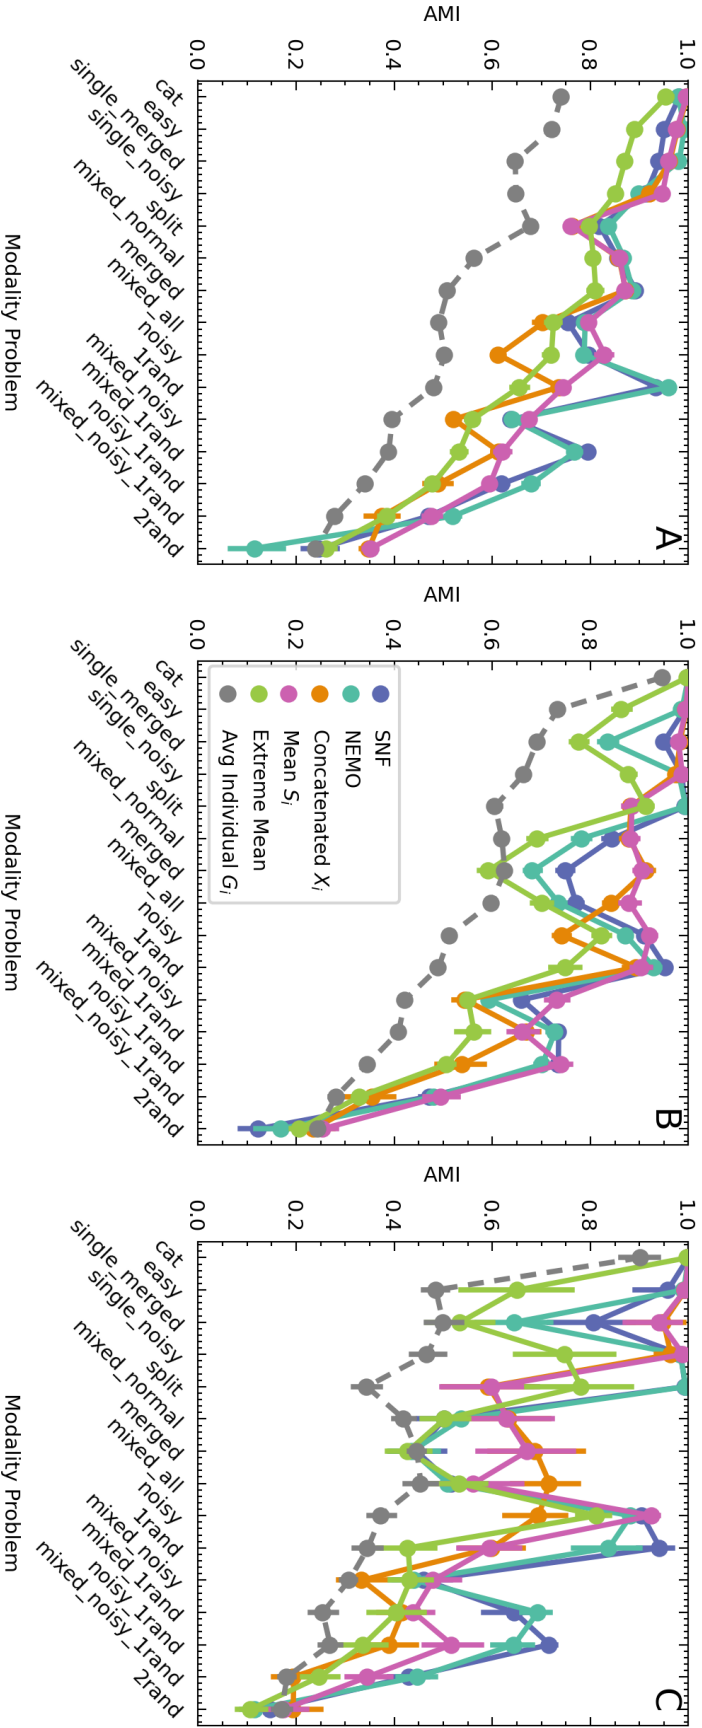 A
AMI
1.0
0.8
0.6
0.4
0.2
0.0
cat
easy
single_merged
single_noisy
split
mixed_normal
merged
mixed_all
noisy
1rand
mixed_noisy
mixed_1rand
noisy_1rand
mixed_noisy_1rand
2rand
Modality Problem
B
AMI
1.0
0.8
0.6
0.4
0.2
0.0
SNF
NEMO
Concatenated Xi
Mean Si
Extreme Mean
Avg Individual Gi
cat
easy
single_merged
single_noisy
split
mixed_normal
merged
mixed_all
noisy
1rand
mixed_noisy
mixed_1rand
noisy_1rand
mixed_noisy_1rand
2rand
Modality Problem
C
AMI
1.0
0.8
0.6
0.4
0.2
0.0
cat
easy
single_merged
single_noisy
split
mixed_normal
merged
mixed_all
noisy
1rand
mixed_noisy
mixed_1rand
noisy_1rand
mixed_noisy_1rand
2rand
Modality Problem